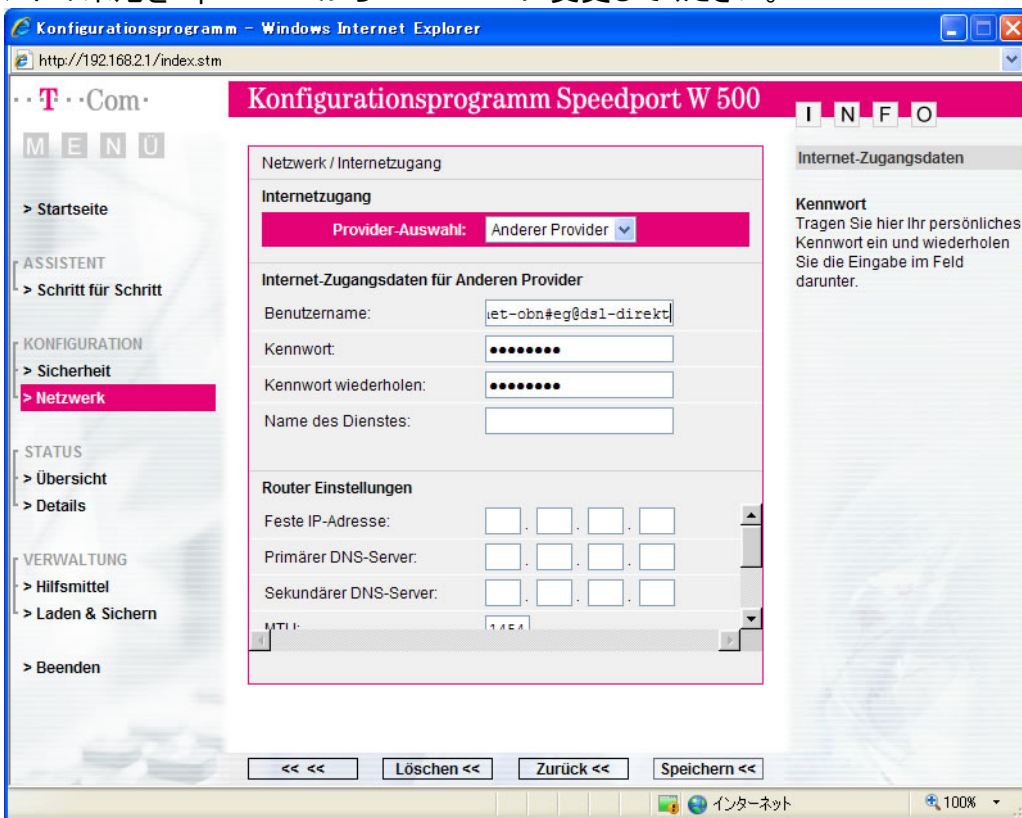 Konfigurationsprogramm - Windows Internet Explorer
http://192.168.2.1/index.stm
··T··Com·
Konfigurationsprogramm Speedport W 500
INFO
MENÜ
> Startseite
ASSISTENT
> Schritt für Schritt
KONFIGURATION
> Sicherheit
> Netzwerk
STATUS
> Übersicht
> Details
VERWALTUNG
> Hilfsmittel
> Laden & Sichern
> Beenden
Netzwerk / Internetzugang
Internetzugang
Provider-Auswahl: Anderer Provider
Internet-Zugangsdaten für Anderen Provider
Benutzername: et-obn#eg@dsl-direkt
Kennwort: ●●●●●●●●
Kennwort wiederholen: ●●●●●●●●
Name des Dienstes:
Router Einstellungen
Feste IP-Adresse: . . .
Primärer DNS-Server: . . .
Sekundärer DNS-Server: . . .
MTU: 1454
Internet-Zugangsdaten
Kennwort
Tragen Sie hier Ihr persönliches
Kennwort ein und wiederholen
Sie die Eingabe im Feld
darunter.
<< <<
Löschen <<
Zurück <<
Speichern <<
インターネット
100%